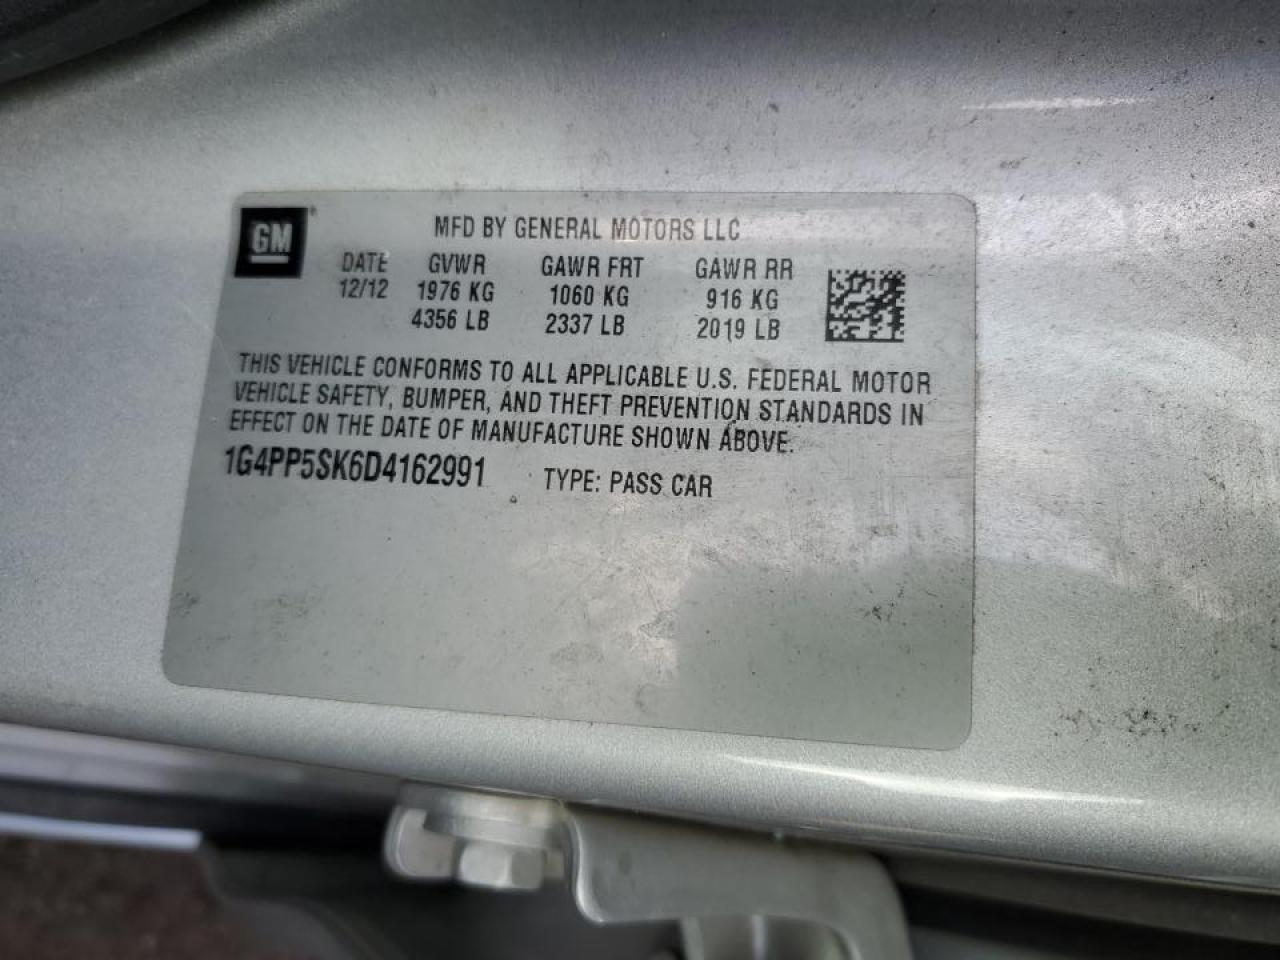 GM
MFD BY GENERAL MOTORS LLC
DATE GVWR GAWR FRT GAWR RR
12/12 1976 KG 1060 KG 916 KG
4356 LB 2337 LB 2019 LB
THIS VEHICLE CONFORMS TO ALL APPLICABLE U.S. FEDERAL MOTOR
VEHICLE SAFETY, BUMPER, AND THEFT PREVENTION STANDARDS IN
EFFECT ON THE DATE OF MANUFACTURE SHOWN ABOVE.
1G4PP5SK6D4162991 TYPE: PASS CAR